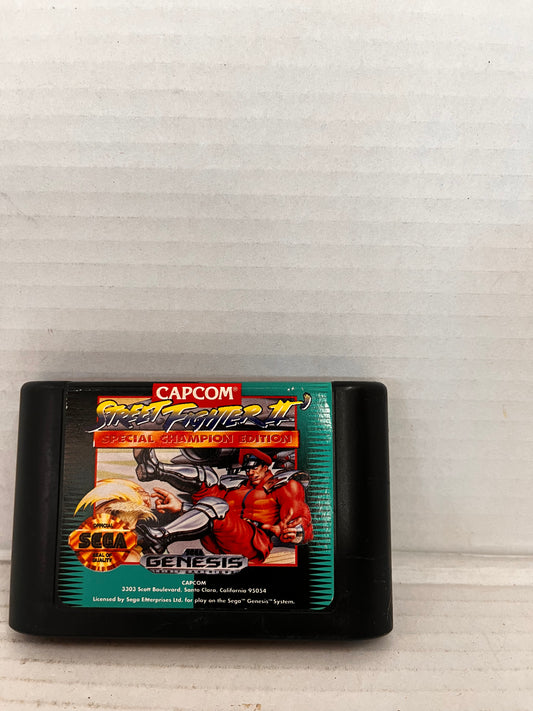 CAPCOM®
STREET FIGHTER II'
SPECIAL CHAMPION EDITION
OFFICIAL
SEGA
SEAL OF
QUALITY
SEGA
GENESIS
CAPCOM
3303 Scott Boulevard, Santa Clara, California 95054
Licensed by Sega Enterprises Ltd. for play on the Sega™ Genesis™ System.